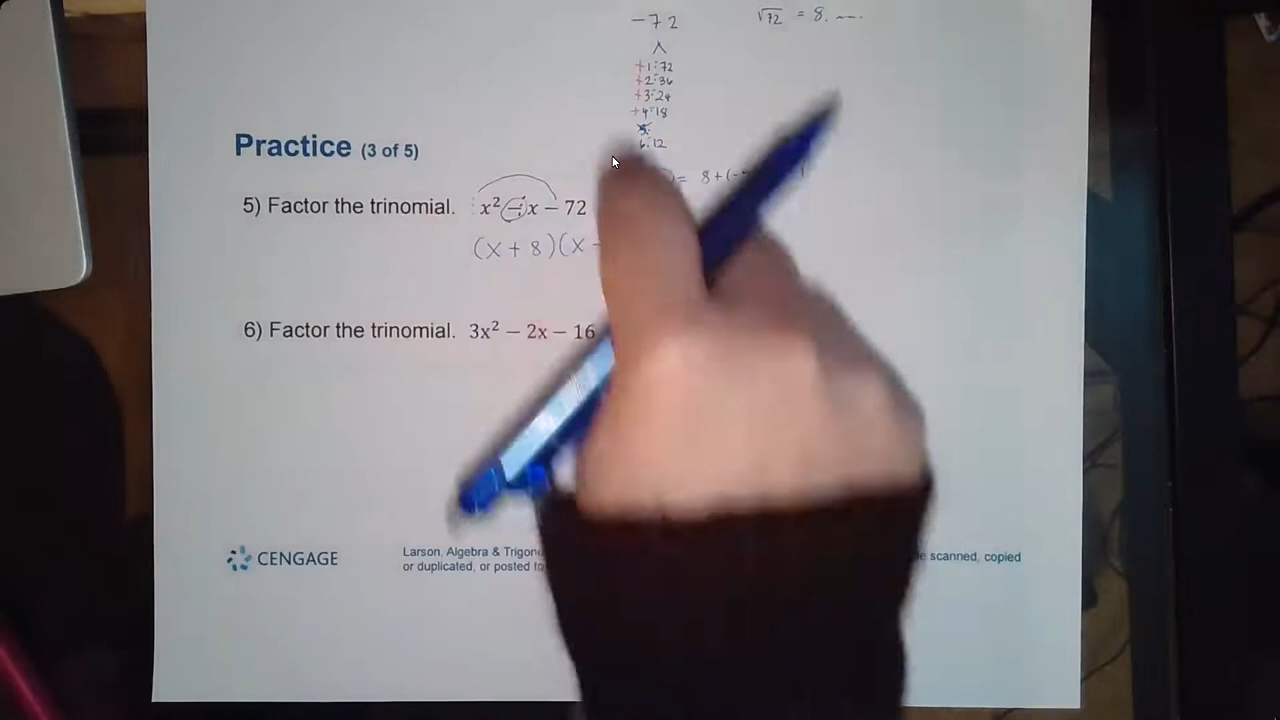 -72
√72 = 8.
+1:72
+2:36
+3:24
+4:18
5:
6:12
Practice (3 of 5)
= 8+(-
5) Factor the trinomial. x² − x − 72
(x + 8)(x -
6) Factor the trinomial. 3x² − 2x − 16
CENGAGE
Larson, Algebra & scanned, copied
or duplicated, or posted to